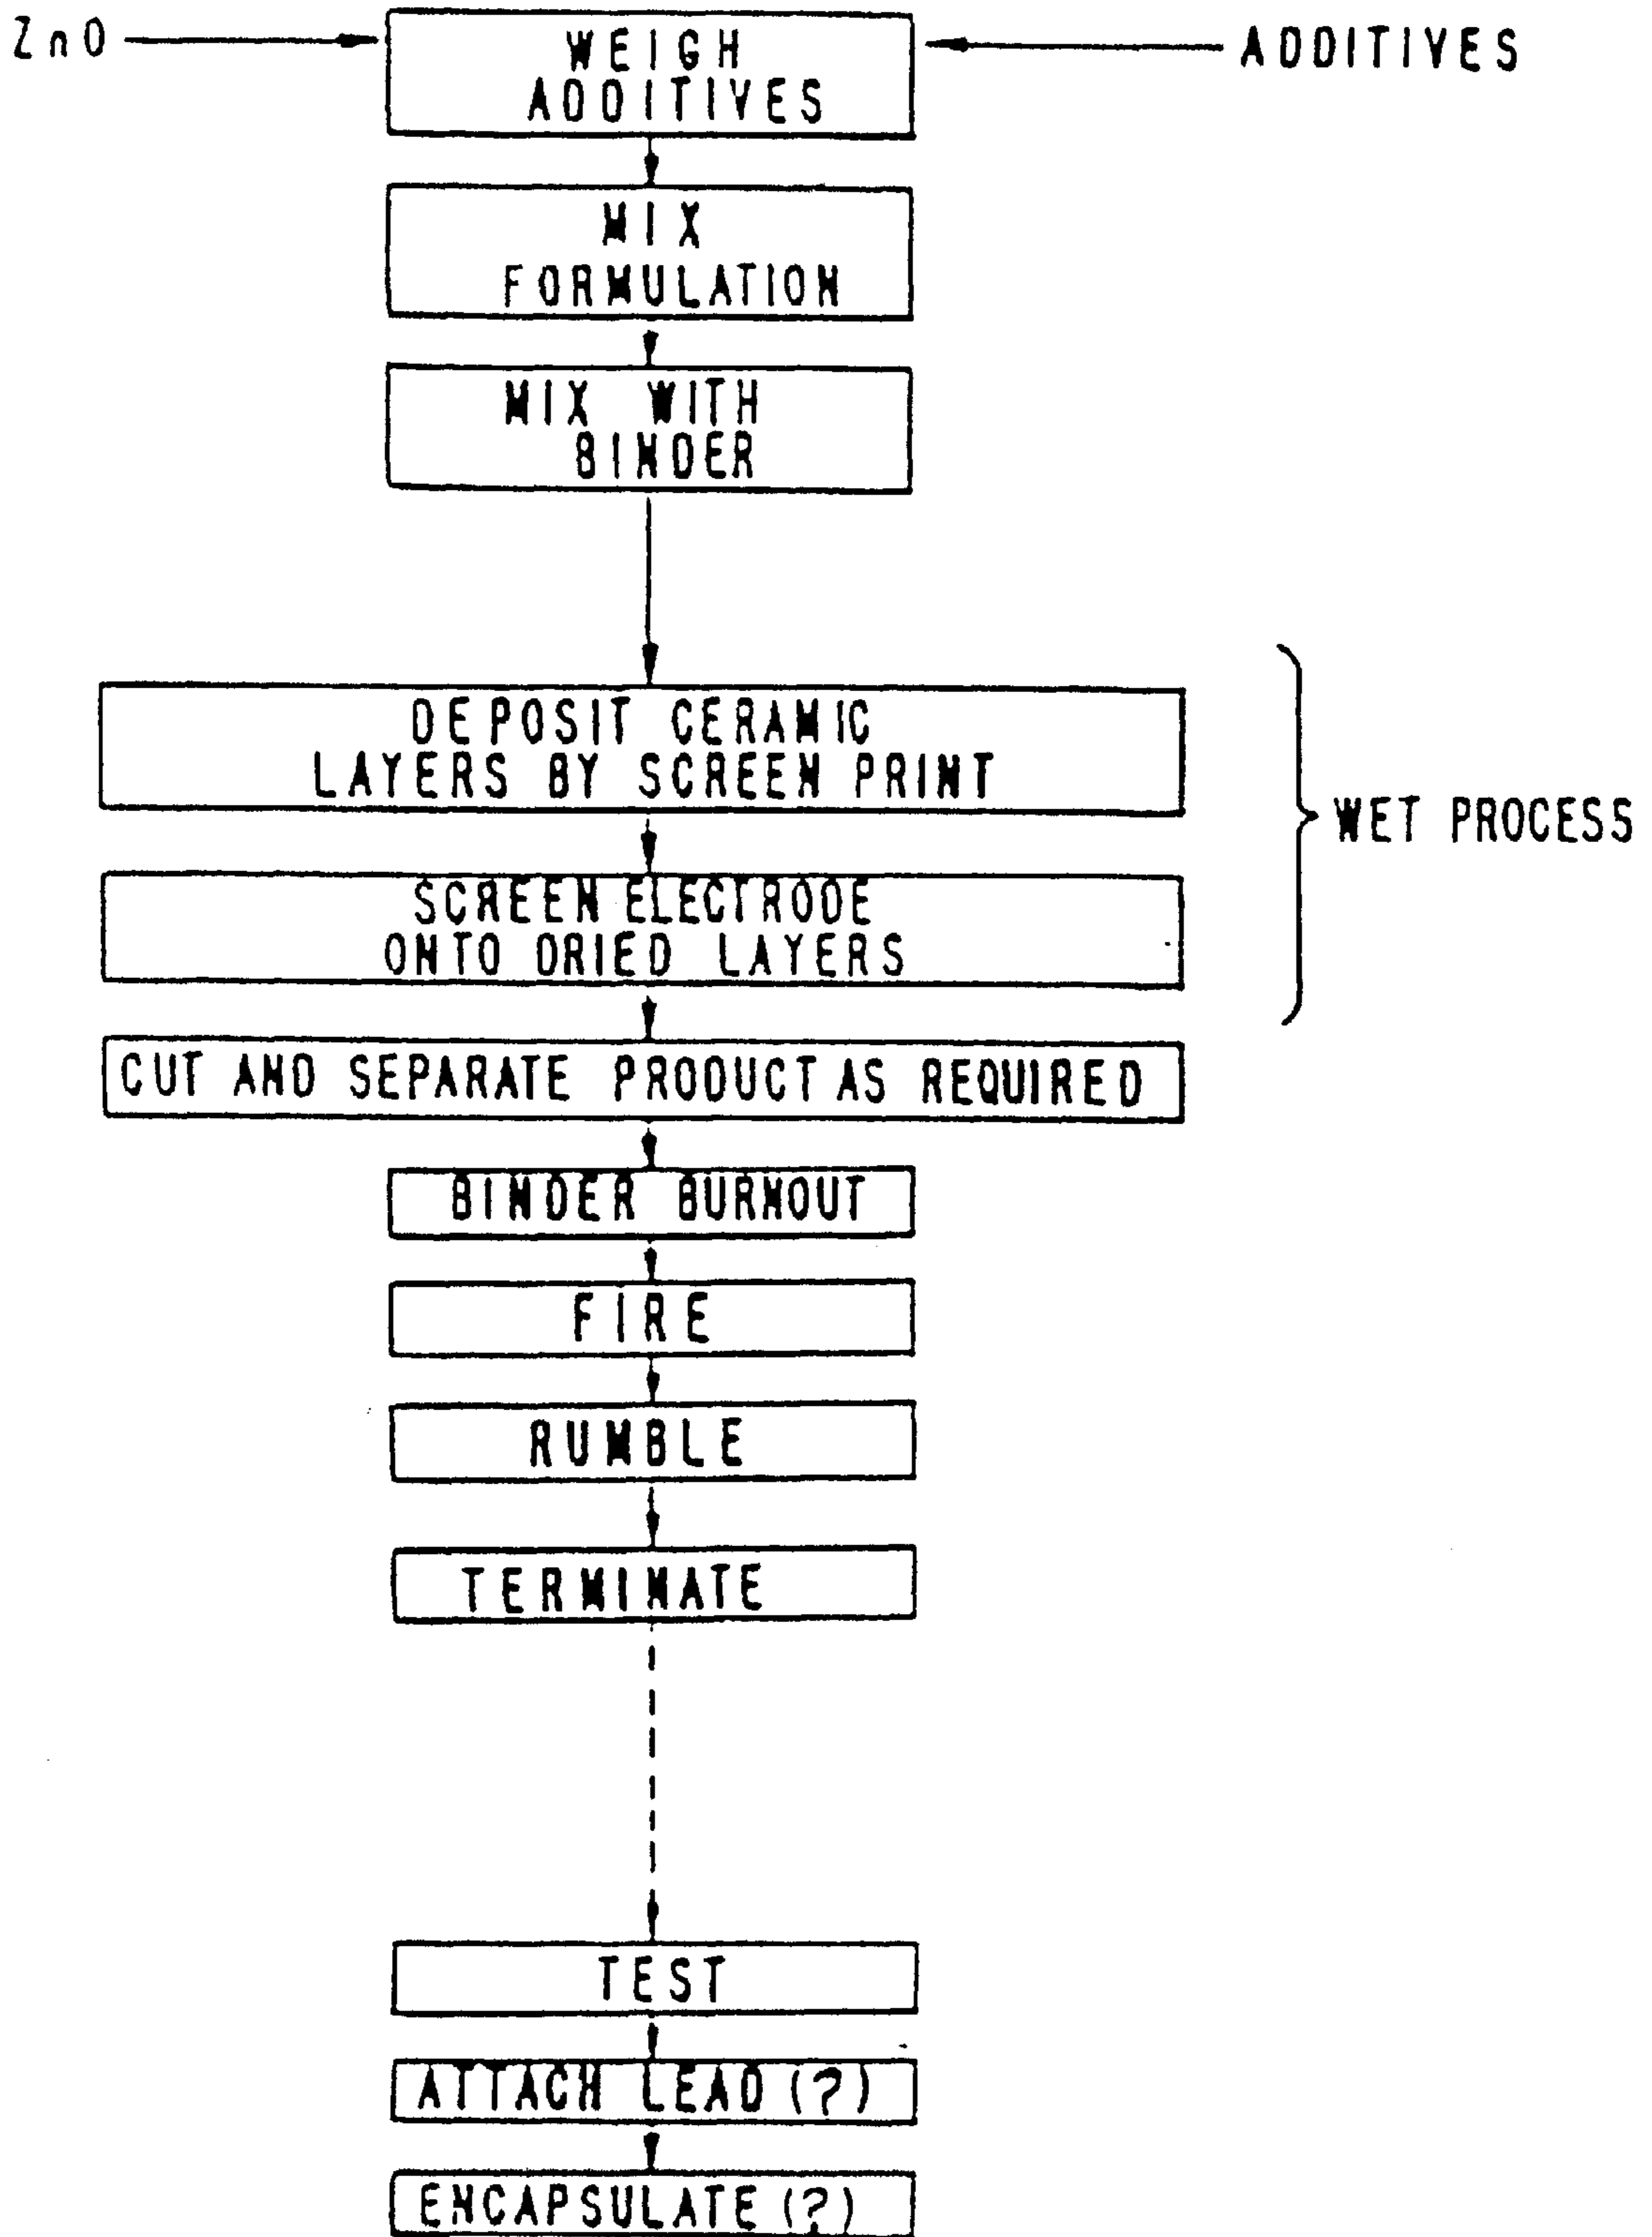 ZnO
WEIGH
ADDITIVES
ADDITIVES
MIX
FORMULATION
MIX WITH
BINDER
DEPOSIT CERAMIC
LAYERS BY SCREEN PRINT
WET PROCESS
SCREEN ELECTRODE
ONTO DRIED LAYERS
CUT AND SEPARATE PRODUCT AS REQUIRED
BINDER BURNOUT
FIRE
RUMBLE
TERMINATE
TEST
ATTACH LEAD (?)
ENCAPSULATE (?)